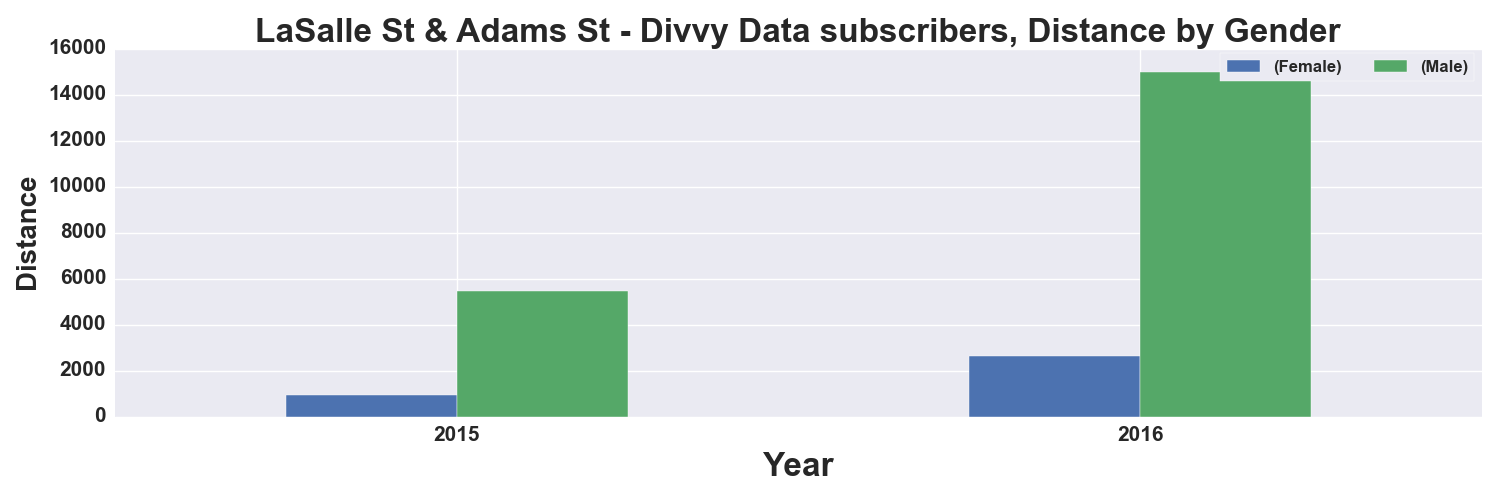 LaSalle St & Adams St - Divvy Data subscribers, Distance by Gender
(Female) (Male)
Distance
16000
14000
12000
10000
8000
6000
4000
2000
0
2015 2016
Year